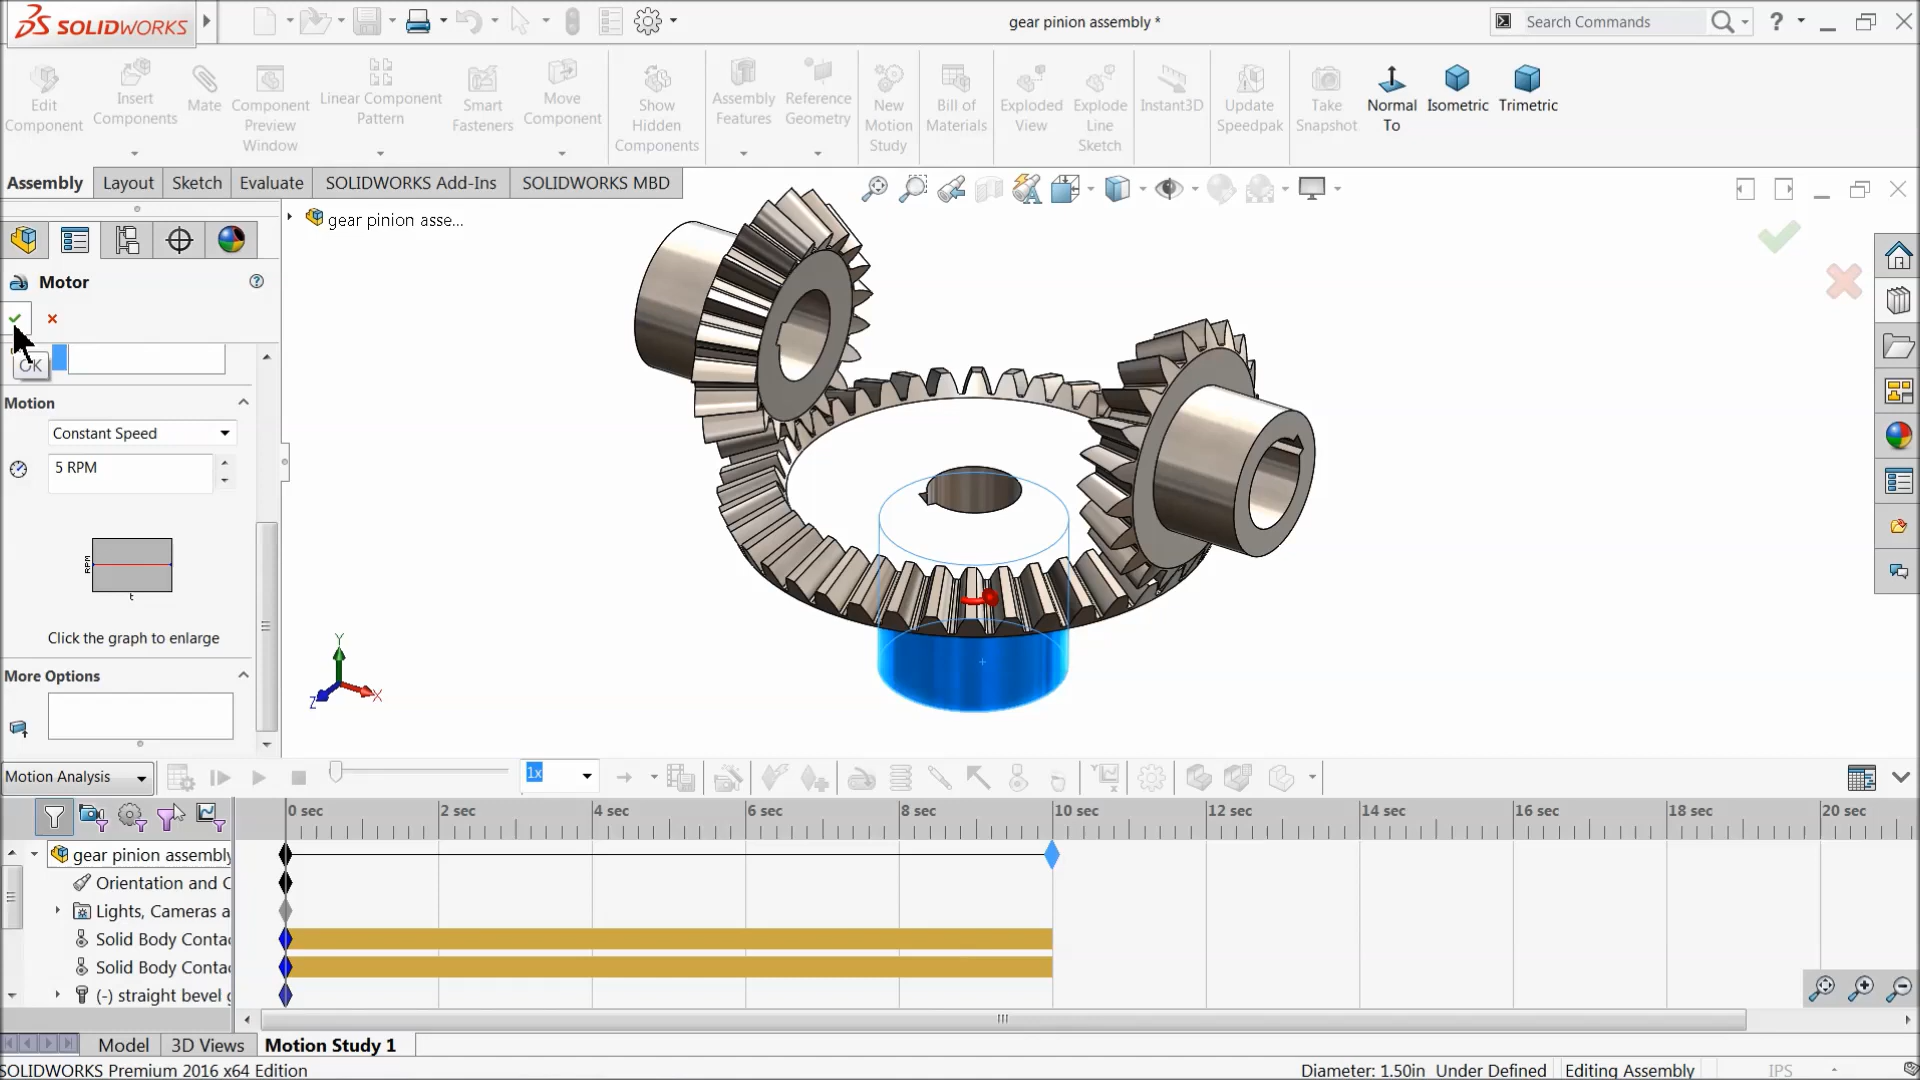 SOLIDWORKS
gear pinion assembly *
Search Commands
?
Edit Component
Insert Components
Mate
Component Preview Window
Linear Component Pattern
Smart Fasteners
Move Component
Show Hidden Components
Assembly Features
Reference Geometry
New Motion Study
Bill of Materials
Exploded View
Explode Line Sketch
Instant3D
Update Speedpak
Take Snapshot
Normal To
Isometric
Trimetric
Assembly
Layout
Sketch
Evaluate
SOLIDWORKS Add-Ins
SOLIDWORKS MBD
gear pinion asse...
Motor
OK
Motion
Constant Speed
5 RPM
RPM
t
Click the graph to enlarge
More Options
Y
X
Z
Motion Analysis
1x
0 sec
2 sec
4 sec
6 sec
8 sec
10 sec
12 sec
14 sec
16 sec
18 sec
20 sec
gear pinion assembly
Orientation and C
Lights, Cameras a
Solid Body Conta
Solid Body Conta
(-) straight bevel g
Model
3D Views
Motion Study 1
SOLIDWORKS Premium 2016 x64 Edition
Diameter: 1.50in
Under Defined
Editing Assembly
IPS